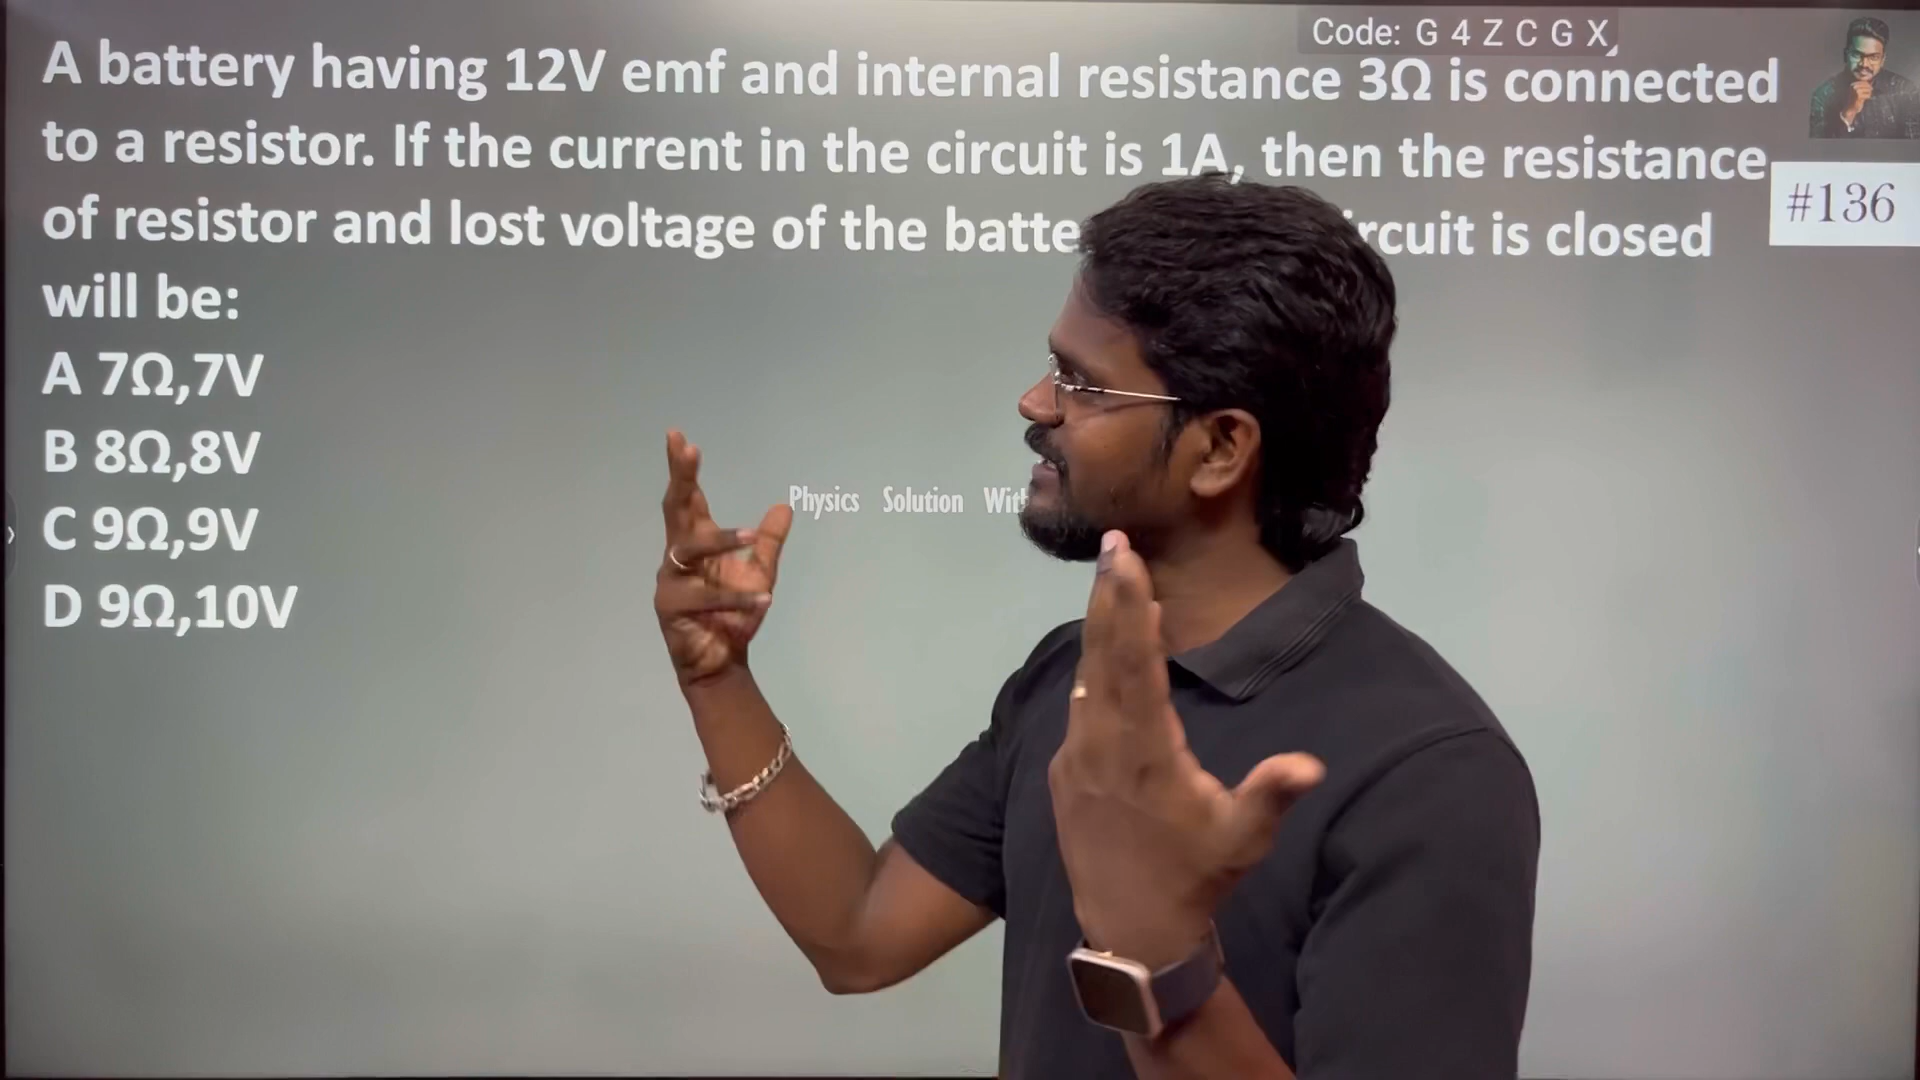 Code: G 4 Z C G X
A battery having 12V emf and internal resistance 3Ω is connected
to a resistor. If the current in the circuit is 1A, then the resistance
#136
of resistor and lost voltage of the batte rcuit is closed
will be:
A 7Ω,7V
B 8Ω,8V
Physics Solution Wit
C 9Ω,9V
D 9Ω,10V